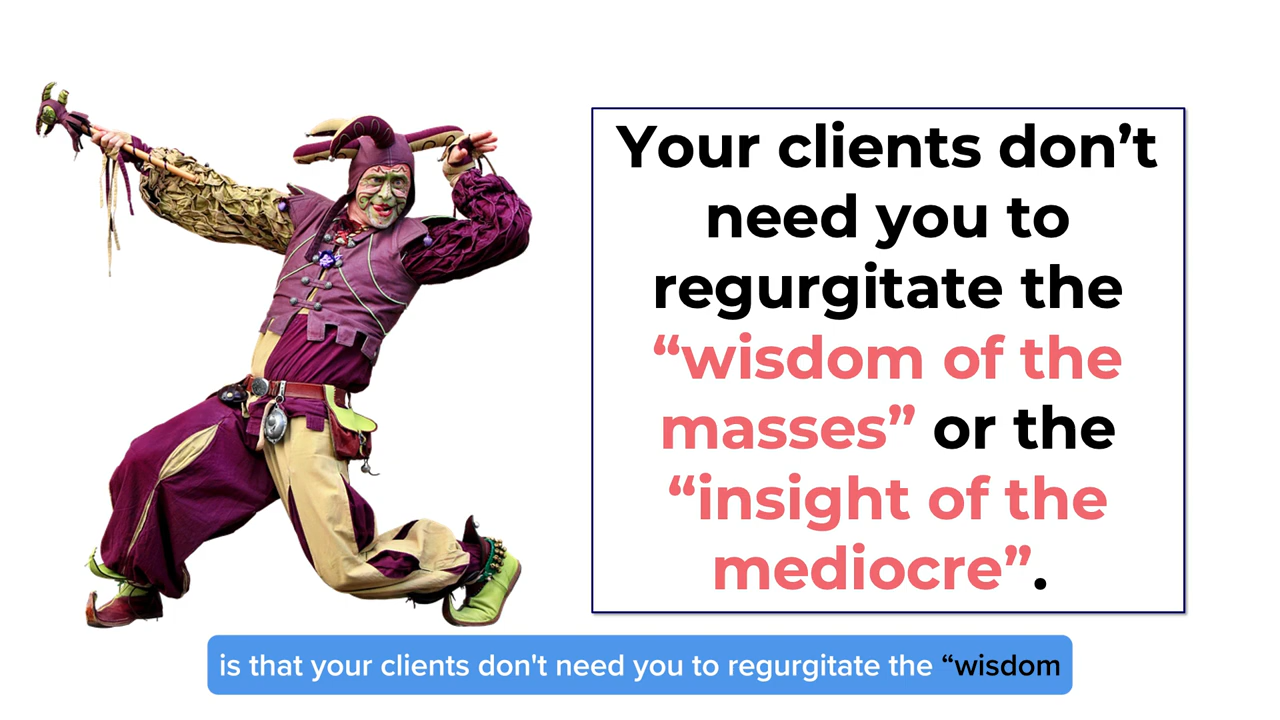 Your clients don’t
need you to
regurgitate the
“wisdom of the
masses” or the
“insight of the
mediocre”.
is that your clients don't need you to regurgitate the “wisdom